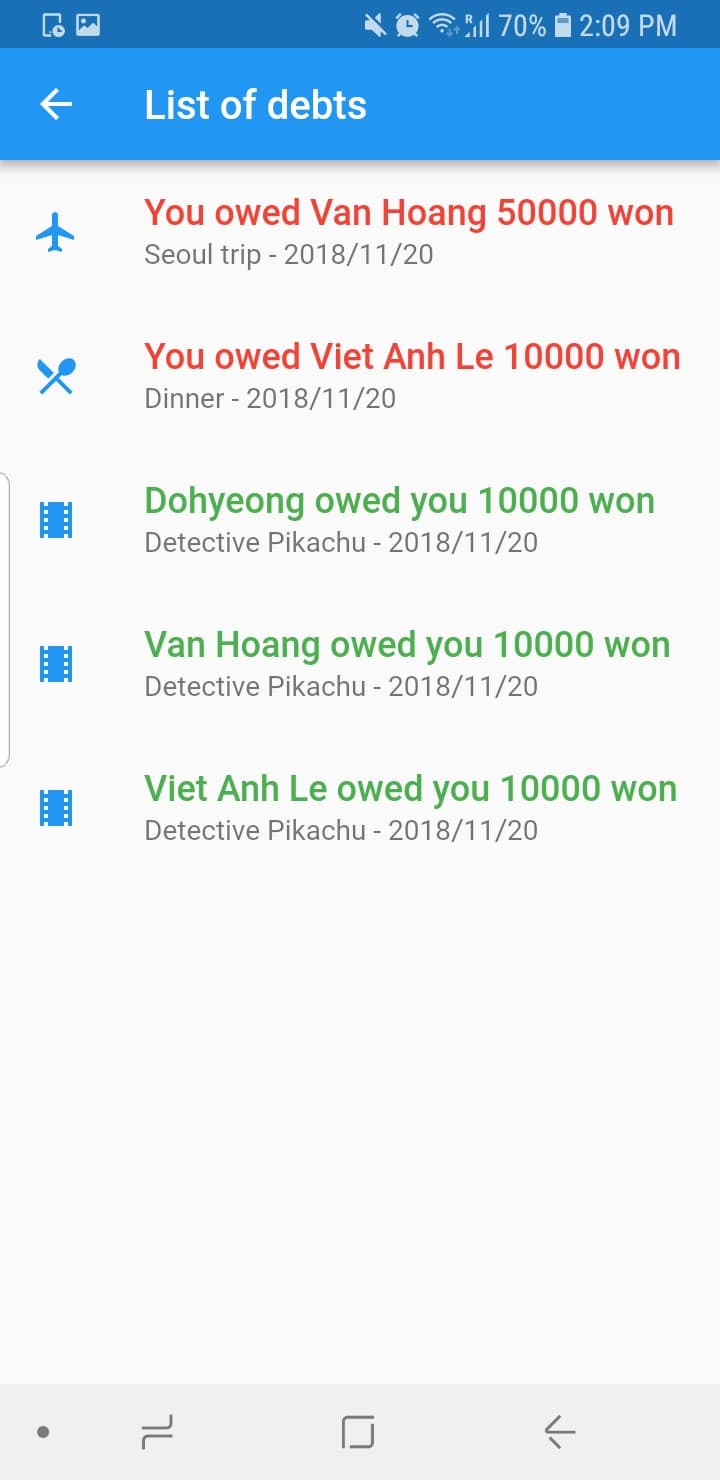 70% 2:09 PM
List of debts
You owed Van Hoang 50000 won
Seoul trip - 2018/11/20
You owed Viet Anh Le 10000 won
Dinner - 2018/11/20
Dohyeong owed you 10000 won
Detective Pikachu - 2018/11/20
Van Hoang owed you 10000 won
Detective Pikachu - 2018/11/20
Viet Anh Le owed you 10000 won
Detective Pikachu - 2018/11/20